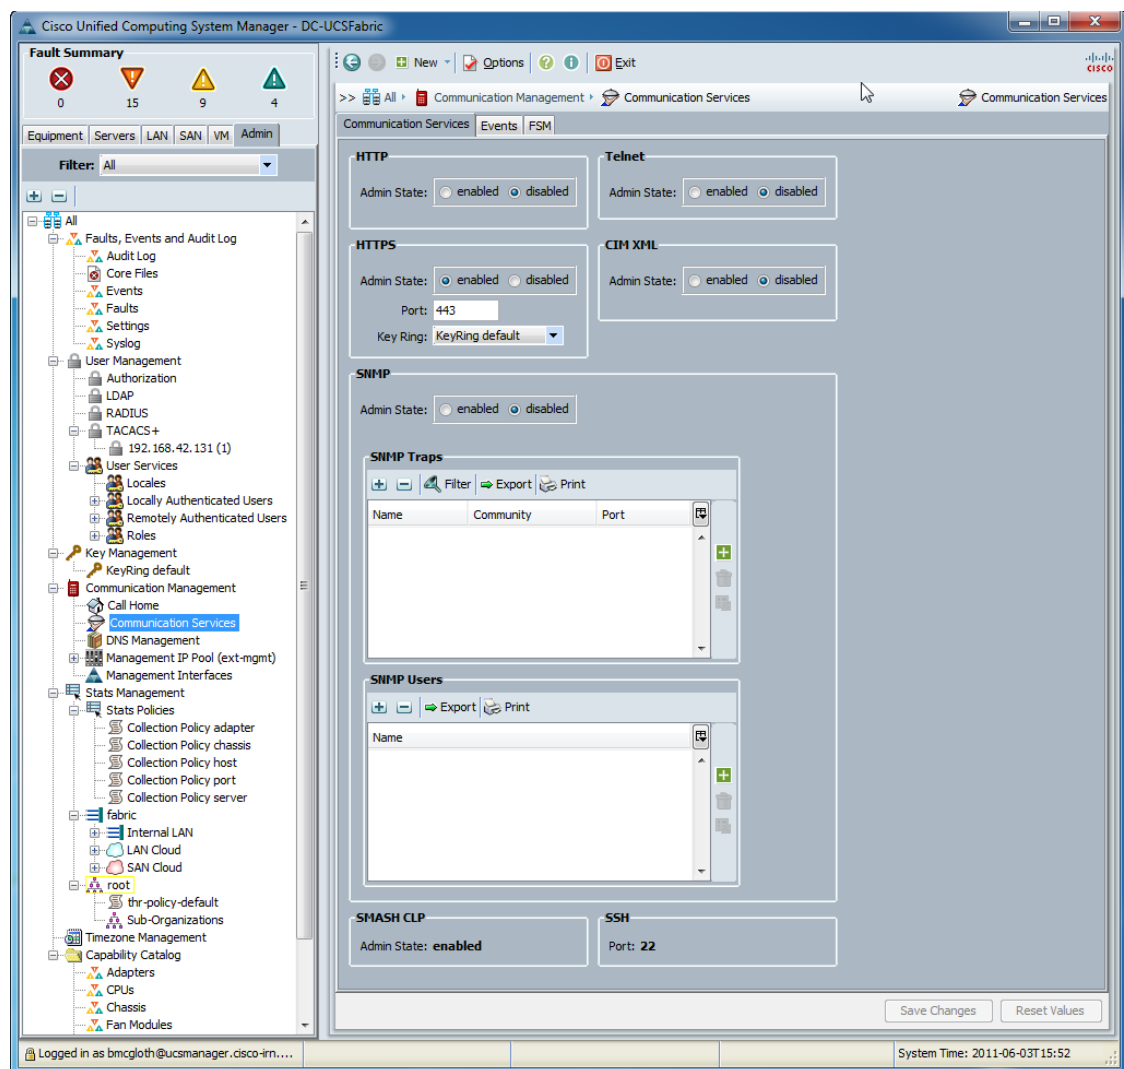 Cisco Unified Computing System Manager - DC-UCSFabric
Fault Summary
0 15 9 4
Equipment Servers LAN SAN VM Admin
Filter: All
All
Faults, Events and Audit Log
Audit Log
Core Files
Events
Faults
Settings
Syslog
User Management
Authorization
LDAP
RADIUS
TACACS+
192.168.42.131 (1)
User Services
Locales
Locally Authenticated Users
Remotely Authenticated Users
Roles
Key Management
KeyRing default
Communication Management
Call Home
Communication Services
DNS Management
Management IP Pool (ext-mgmt)
Management Interfaces
Stats Management
Stats Policies
Collection Policy adapter
Collection Policy chassis
Collection Policy host
Collection Policy port
Collection Policy server
fabric
Internal LAN
LAN Cloud
SAN Cloud
root
thr-policy-default
Sub-Organizations
Timezone Management
Capability Catalog
Adapters
CPUs
Chassis
Fan Modules
New Options Exit
CISCO
>> All Communication Management Communication Services Communication Services
Communication Services Events FSM
HTTP
Admin State: enabled disabled
Telnet
Admin State: enabled disabled
HTTPS
Admin State: enabled disabled
Port: 443
Key Ring: KeyRing default
CIM XML
Admin State: enabled disabled
SNMP
Admin State: enabled disabled
SNMP Traps
Filter Export Print
Name Community Port
SNMP Users
Export Print
Name
SMASH CLP
Admin State: enabled
SSH
Port: 22
Save Changes Reset Values
Logged in as bmcgloth@ucsmanager.cisco-irn....
System Time: 2011-06-03T15:52